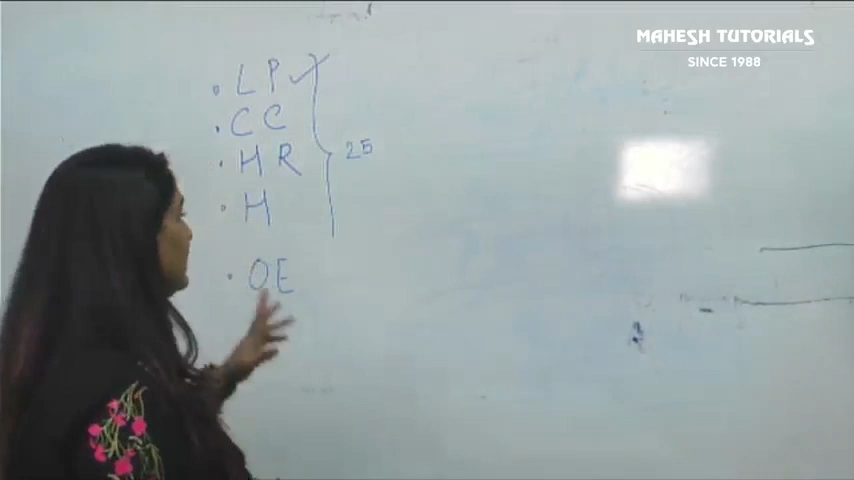 MAHESH TUTORIALS
SINCE 1988
• LP ✓
• CC
• HR
• H
25
• OE